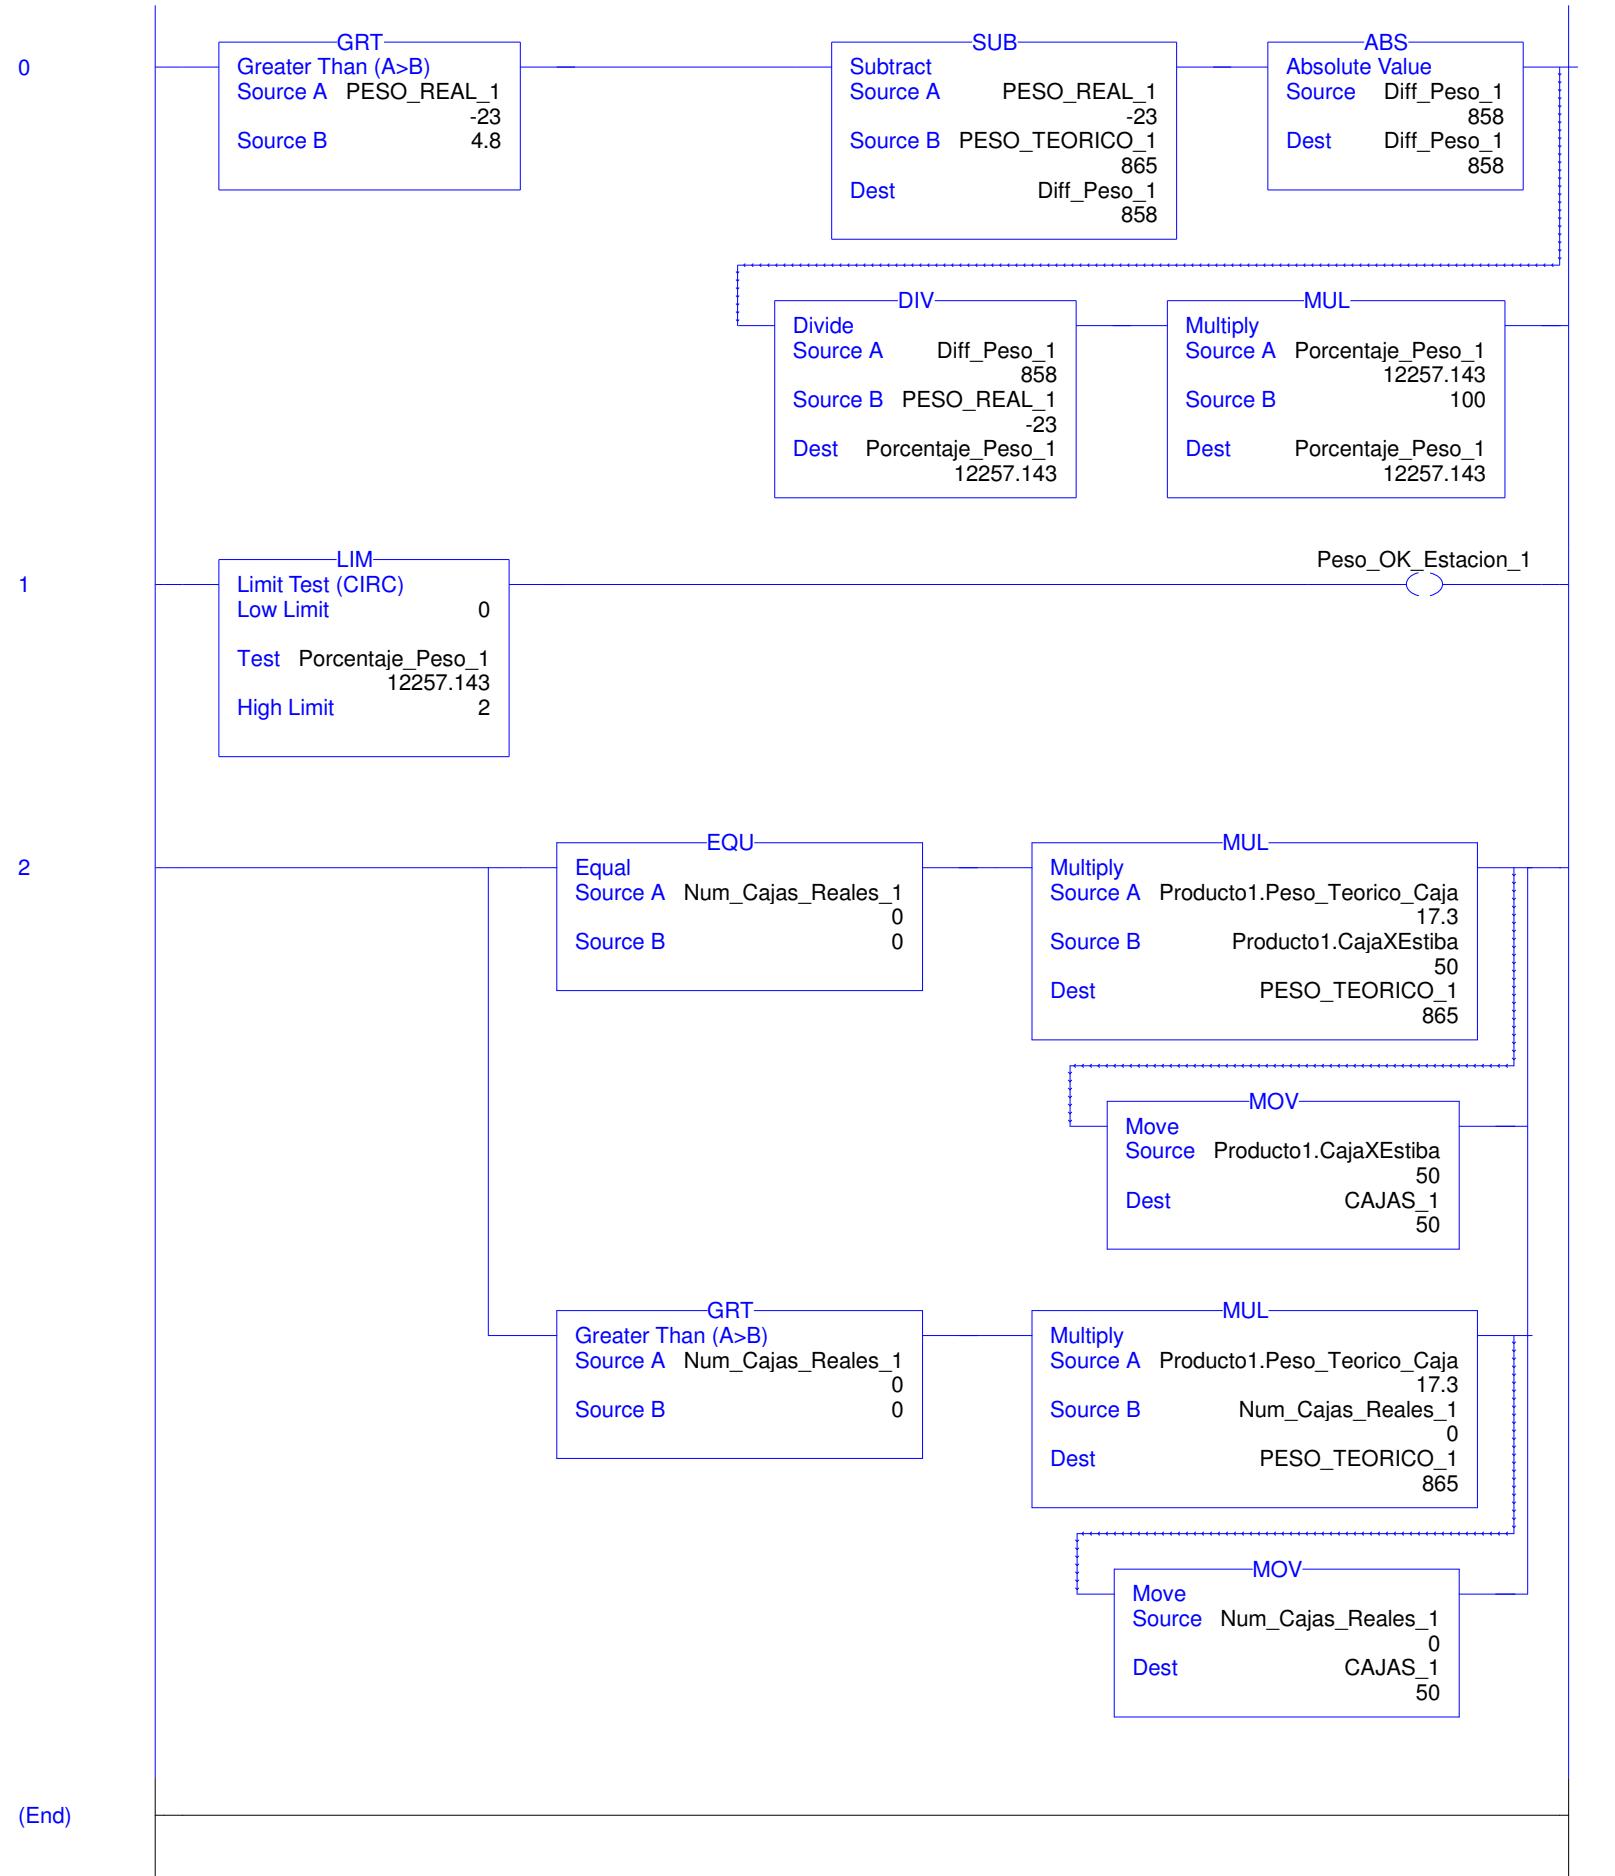 0
GRT
Greater Than (A>B)
Source A PESO_REAL_1
-23
Source B 4.8
SUB
Subtract
Source A PESO_REAL_1
-23
Source B PESO_TEORICO_1
865
Dest Diff_Peso_1
858
ABS
Absolute Value
Source Diff_Peso_1
858
Dest Diff_Peso_1
858
DIV
Divide
Source A Diff_Peso_1
858
Source B PESO_REAL_1
-23
Dest Porcentaje_Peso_1
12257.143
MUL
Multiply
Source A Porcentaje_Peso_1
12257.143
Source B 100
Dest Porcentaje_Peso_1
12257.143
1
LIM
Limit Test (CIRC)
Low Limit 0
Test Porcentaje_Peso_1
12257.143
High Limit 2
Peso_OK_Estacion_1
2
EQU
Equal
Source A Num_Cajas_Reales_1
0
Source B 0
MUL
Multiply
Source A Producto1.Peso_Teorico_Caja
17.3
Source B Producto1.CajaXEstiba
50
Dest PESO_TEORICO_1
865
MOV
Move
Source Producto1.CajaXEstiba
50
Dest CAJAS_1
50
GRT
Greater Than (A>B)
Source A Num_Cajas_Reales_1
0
Source B 0
MUL
Multiply
Source A Producto1.Peso_Teorico_Caja
17.3
Source B Num_Cajas_Reales_1
0
Dest PESO_TEORICO_1
865
MOV
Move
Source Num_Cajas_Reales_1
0
Dest CAJAS_1
50
(End)